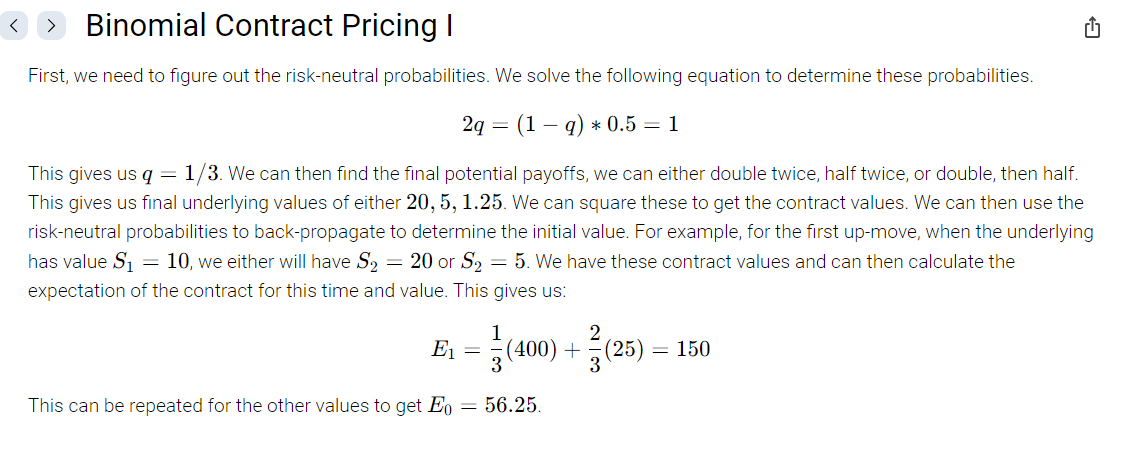 Binomial Contract Pricing I
First, we need to figure out the risk-neutral probabilities. We solve the following equation to determine these probabilities.
2q = (1 − q) ∗ 0.5 = 1
This gives us q = 1/3. We can then find the final potential payoffs, we can either double twice, half twice, or double, then half.
This gives us final underlying values of either 20, 5, 1.25. We can square these to get the contract values. We can then use the
risk-neutral probabilities to back-propagate to determine the initial value. For example, for the first up-move, when the underlying
has value S₁ = 10, we either will have S₂ = 20 or S₂ = 5. We have these contract values and can then calculate the
expectation of the contract for this time and value. This gives us:
E₁ = 1/3 (400) + 2/3 (25) = 150
This can be repeated for the other values to get E₀ = 56.25.